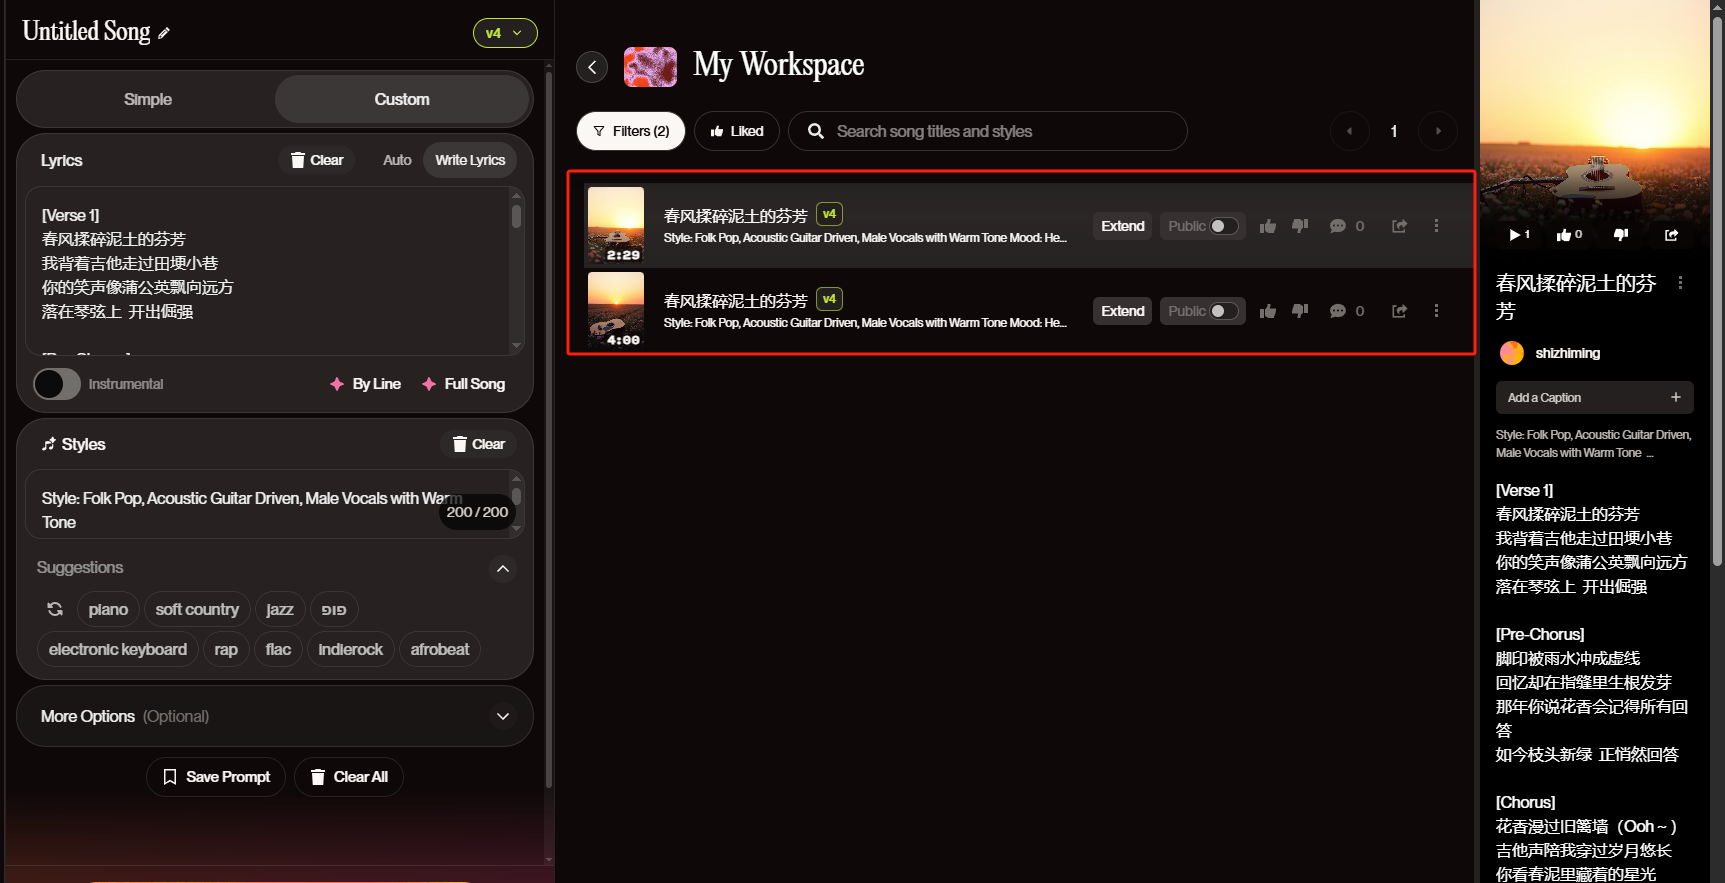 Untitled Song
v4
Simple
Custom
Lyrics
Clear
Auto
Write Lyrics
[Verse 1]
春风揉碎泥土的芬芳
我背着吉他走过田埂小巷
你的笑声像蒲公英飘向远方
落在琴弦上 开出倔强
Instrumental
By Line
Full Song
Styles
Clear
Style: Folk Pop, Acoustic Guitar Driven, Male Vocals with Warm
Tone
200 / 200
Suggestions
piano
soft country
jazz
פופ
electronic keyboard
rap
flac
indierock
afrobeat
More Options (Optional)
Save Prompt
Clear All
My Workspace
Filters (2)
Liked
Search song titles and styles
1
春风揉碎泥土的芬芳 v4
Style: Folk Pop, Acoustic Guitar Driven, Male Vocals with Warm Tone Mood: He...
2:29
Extend
Public
0
春风揉碎泥土的芬芳 v4
Style: Folk Pop, Acoustic Guitar Driven, Male Vocals with Warm Tone Mood: He...
4:00
Extend
Public
0
1
0
春风揉碎泥土的芬
芳
shizhiming
Add a Caption
Style: Folk Pop, Acoustic Guitar Driven,
Male Vocals with Warm Tone ...
[Verse 1]
春风揉碎泥土的芬芳
我背着吉他走过田埂小巷
你的笑声像蒲公英飘向远方
落在琴弦上 开出倔强
[Pre-Chorus]
脚印被雨水冲成虚线
回忆却在指缝里生根发芽
那年你说花香会记得所有回
答
如今枝头新绿 正悄然回答
[Chorus]
花香漫过旧篱墙（Ooh ~ ）
吉他声陪我穿过岁月悠长
你看春泥里藏着的星光